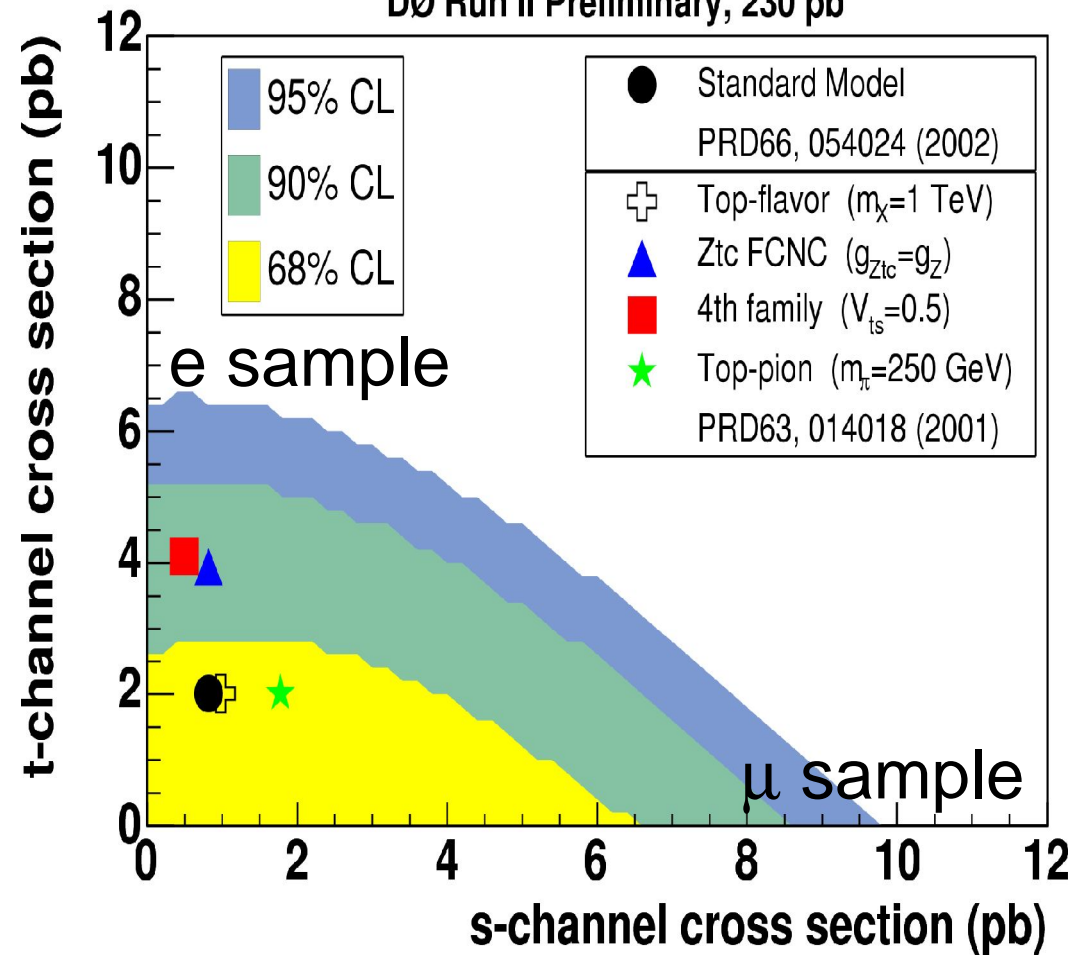 DØ Run II Preliminary, 230 pb
12
10
8
6
4
2
0
t-channel cross section (pb)
95% CL
90% CL
68% CL
Standard Model
PRD66, 054024 (2002)
Top-flavor (mX=1 TeV)
Ztc FCNC (gZtc=gZ)
4th family (Vts=0.5)
Top-pion (mπ=250 GeV)
PRD63, 014018 (2001)
e sample
μ sample
0 2 4 6 8 10 12
s-channel cross section (pb)